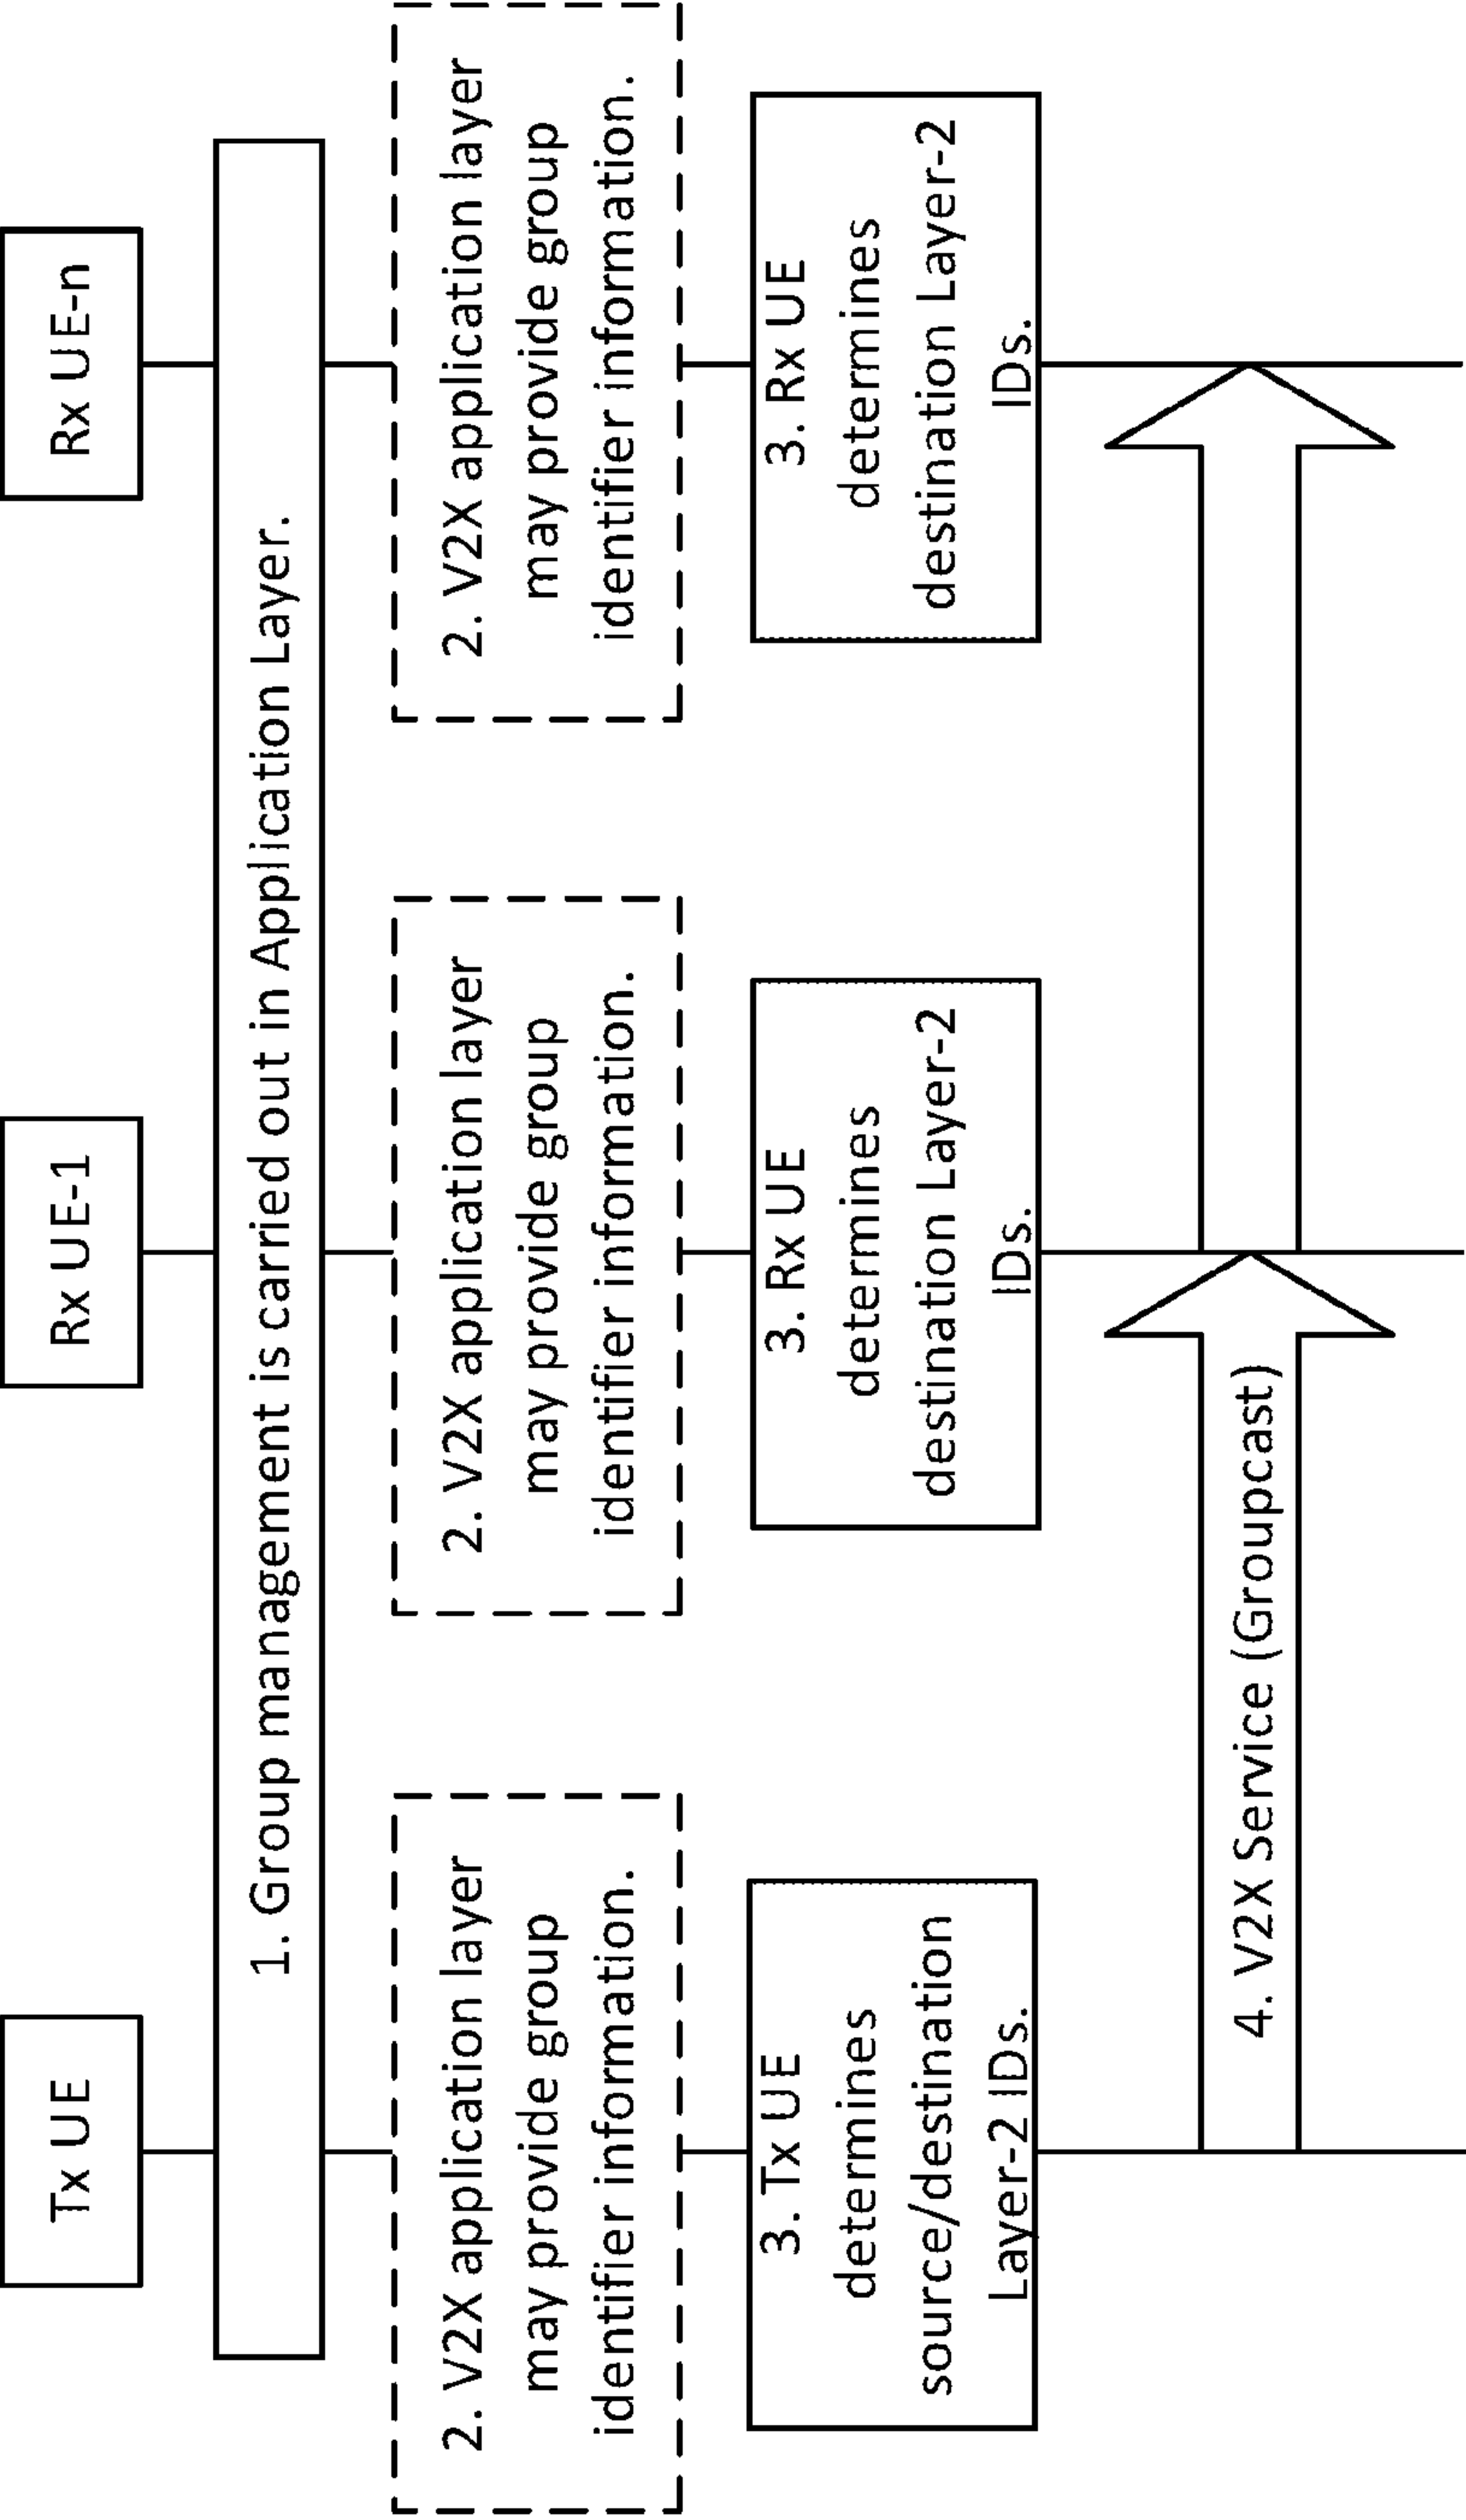 Tx UE
Rx UE-1
Rx UE-n
1. Group management is carried out in Application Layer.
2. V2X application layer
may provide group
identifier information.
2. V2X application layer
may provide group
identifier information.
2. V2X application layer
may provide group
identifier information.
3. Tx UE
determines
source/destination
Layer-2 IDs.
3. Rx UE
determines
destination Layer-2
IDs.
3. Rx UE
determines
destination Layer-2
IDs.
4. V2X Service (Groupcast)